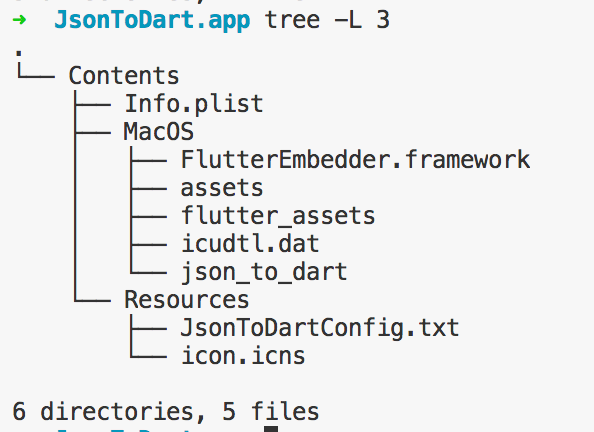 ➜  JsonToDart.app tree -L 3
.
└── Contents
    ├── Info.plist
    ├── MacOS
    │   ├── FlutterEmbedder.framework
    │   ├── assets
    │   ├── flutter_assets
    │   ├── icudtl.dat
    │   └── json_to_dart
    └── Resources
        ├── JsonToDartConfig.txt
        └── icon.icns

6 directories, 5 files